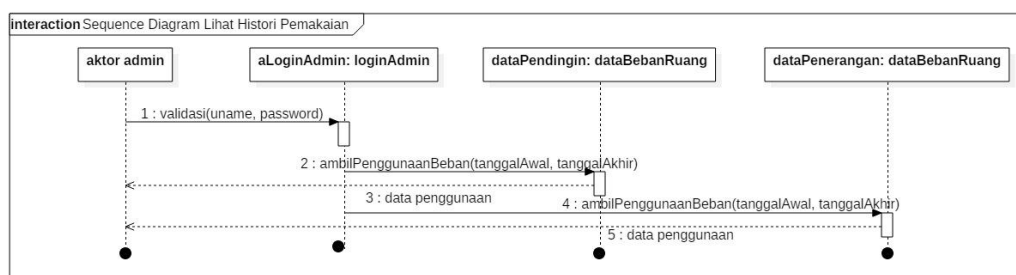 interaction Sequence Diagram Lihat Histori Pemakaian
aktor admin
aLoginAdmin: loginAdmin
dataPendingin: dataBebanRuang
dataPenerangan: dataBebanRuang
1 : validasi(uname, password)
2 : ambilPenggunaanBeban(tanggalAwal, tanggalAkhir)
3 : data penggunaan
4 : ambilPenggunaanBeban(tanggalAwal, tanggalAkhir)
5 : data penggunaan